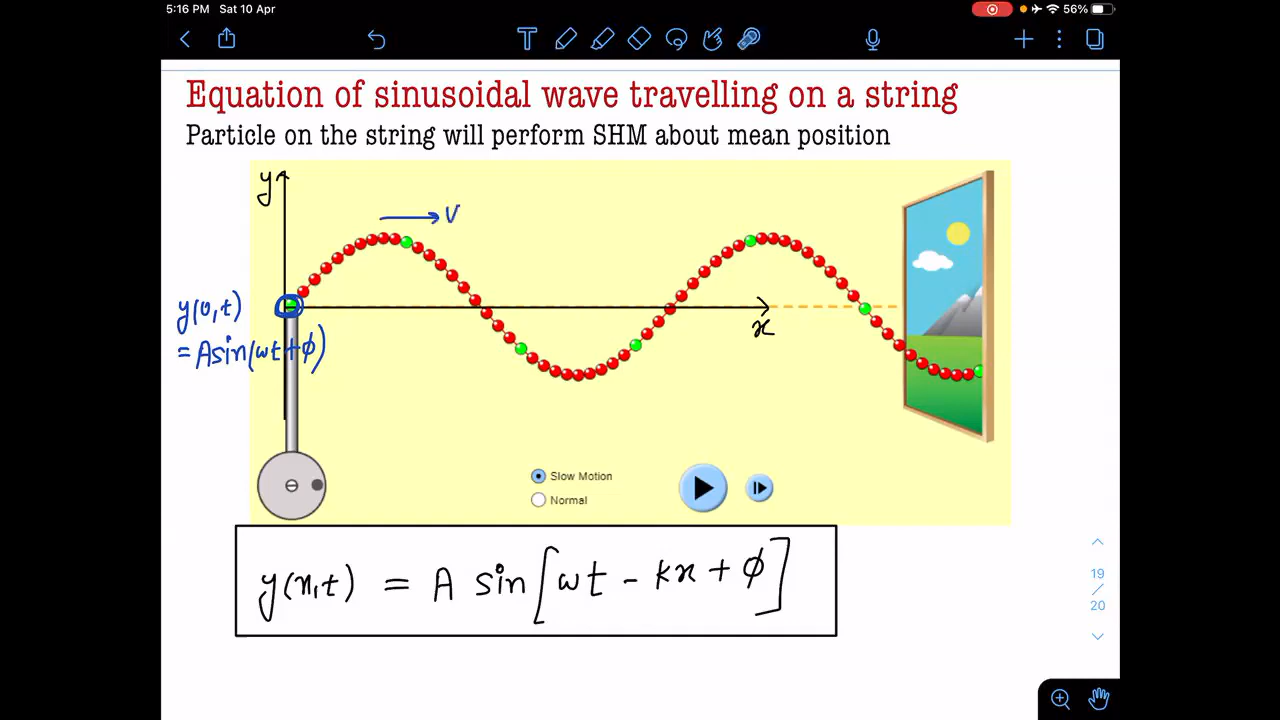 5:16 PM Sat 10 Apr 56%
Equation of sinusoidal wave travelling on a string
Particle on the string will perform SHM about mean position
y
V
y(0,t)
= A sin(ωt + ϕ)
x
Slow Motion
Normal
y(x,t) = A sin[ωt - kx + ϕ]
19
/
20